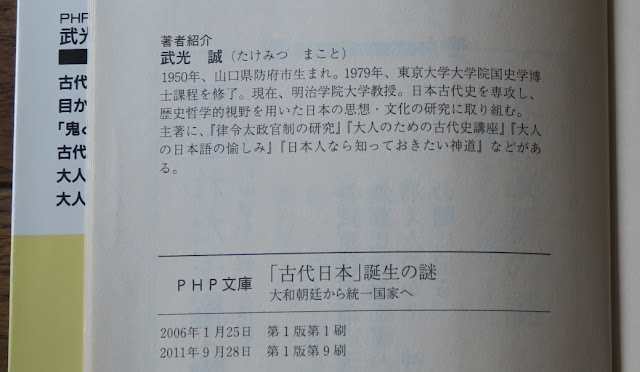 著者紹介
武光 誠（たけみつ まこと）
1950年、山口県防府市生まれ。1979年、東京大学大学院国史学博
士課程を修了。現在、明治学院大学教授。日本古代史を専攻し、
歴史哲学的視野を用いた日本の思想・文化の研究に取り組む。
主著に、『律令太政官制の研究』『大人のための古代史講座』『大人
の日本語の愉しみ』『日本人なら知っておきたい神道』などがあ
る。
PHP文庫 「古代日本」誕生の謎
大和朝廷から統一国家へ
2006年1月25日 第1版第1刷
2011年9月28日 第1版第9刷
PHP
武光
古代
目か
「鬼と
古代
大人
大人